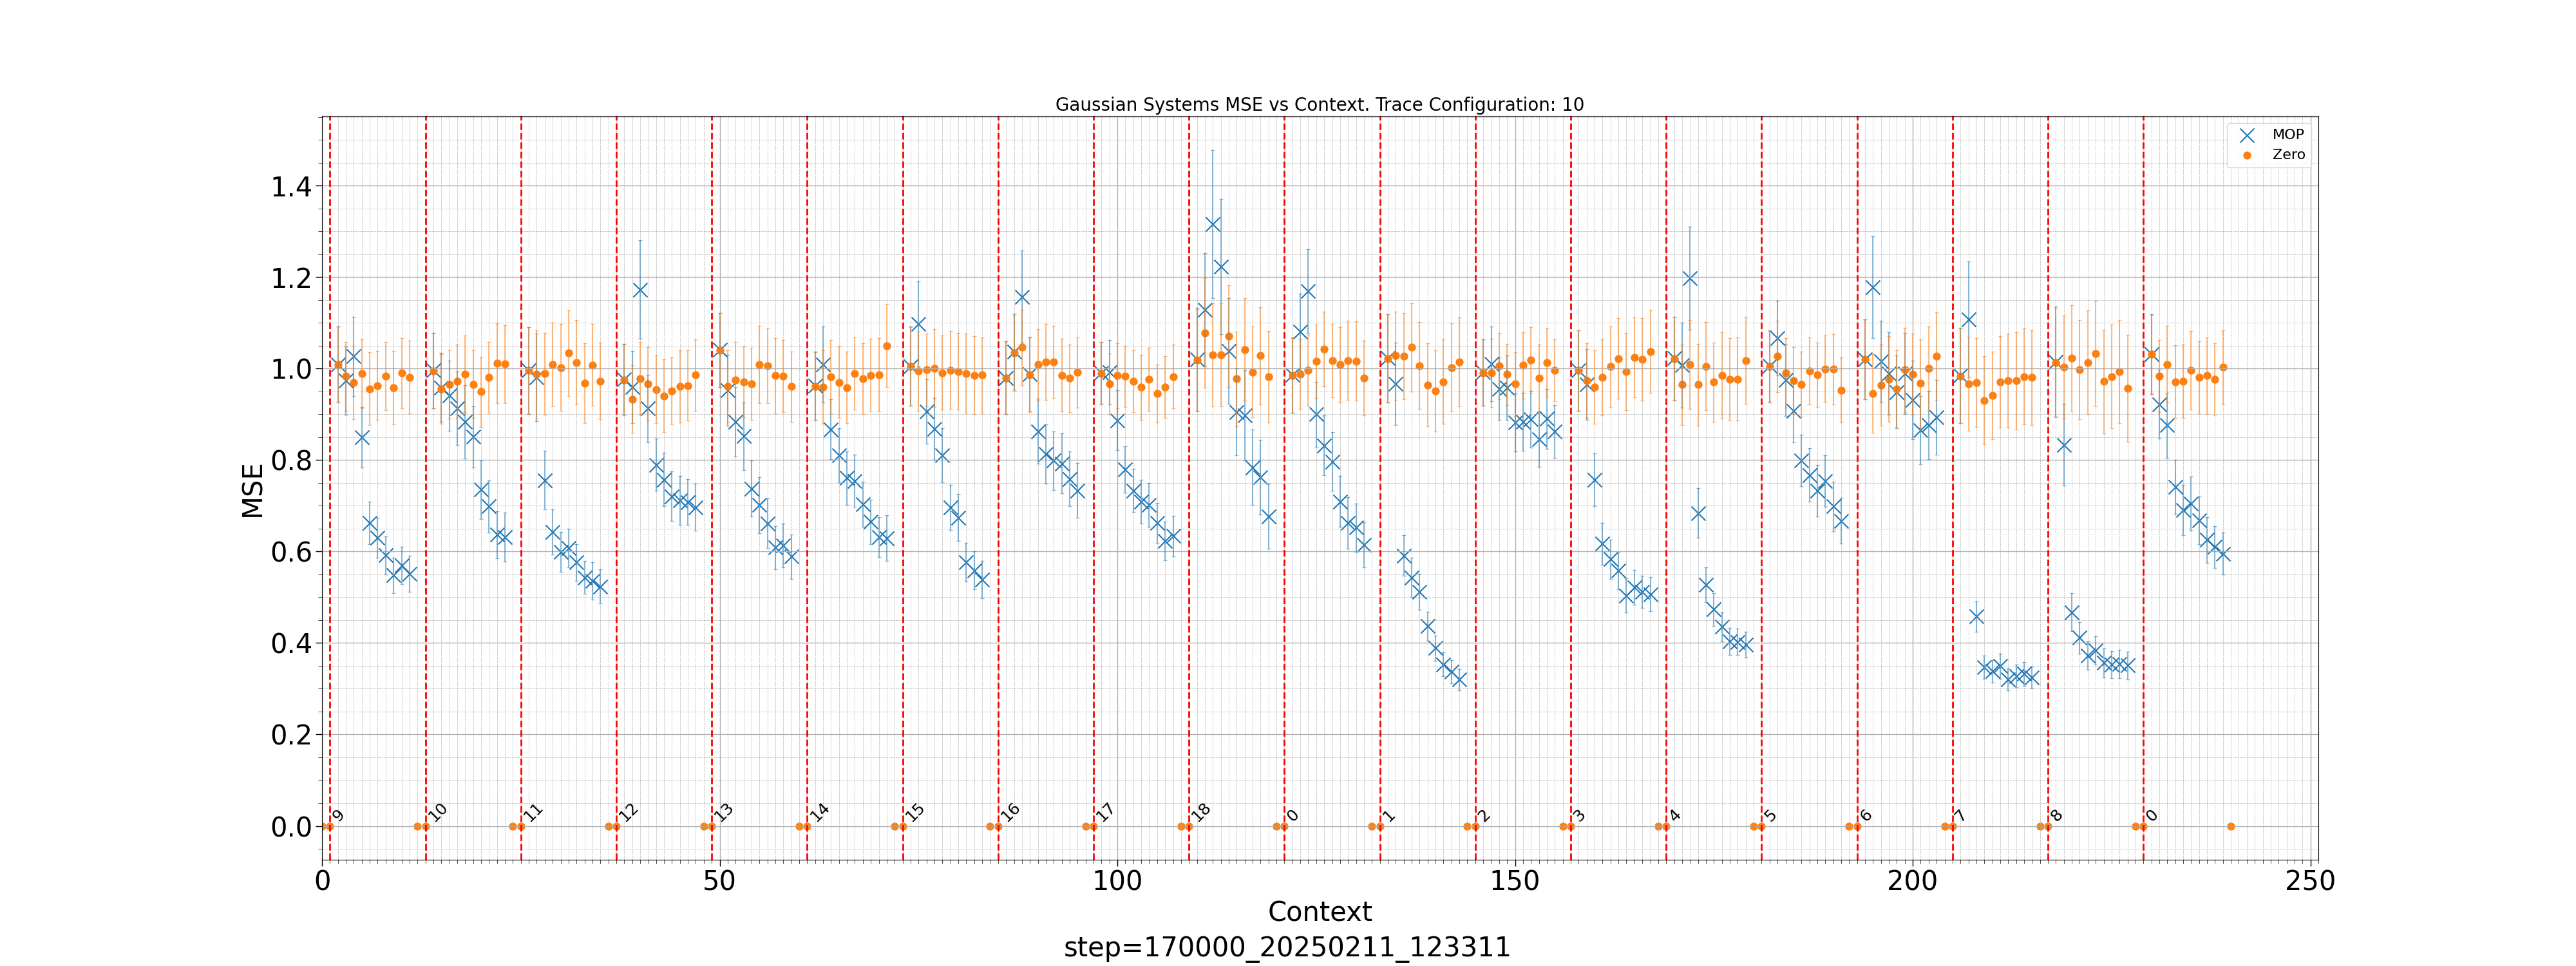 Gaussian Systems MSE vs Context. Trace Configuration: 10
MOP
Zero
MSE
1.4
1.2
1.0
0.8
0.6
0.4
0.2
0.0
9 10 11 12 13 14 15 16 17 18 0 1 2 3 4 5 6 7 8 0
0 50 100 150 200 250
Context
step=170000_20250211_123311